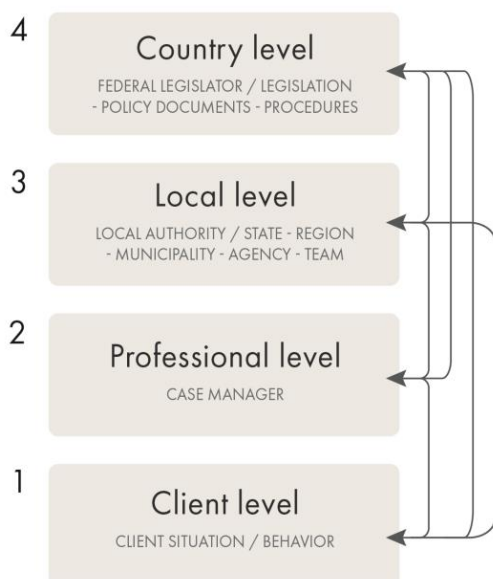 4
Country level
FEDERAL LEGISLATOR / LEGISLATION
- POLICY DOCUMENTS - PROCEDURES
3
Local level
LOCAL AUTHORITY / STATE - REGION
- MUNICIPALITY - AGENCY - TEAM
2
Professional level
CASE MANAGER
1
Client level
CLIENT SITUATION / BEHAVIOR